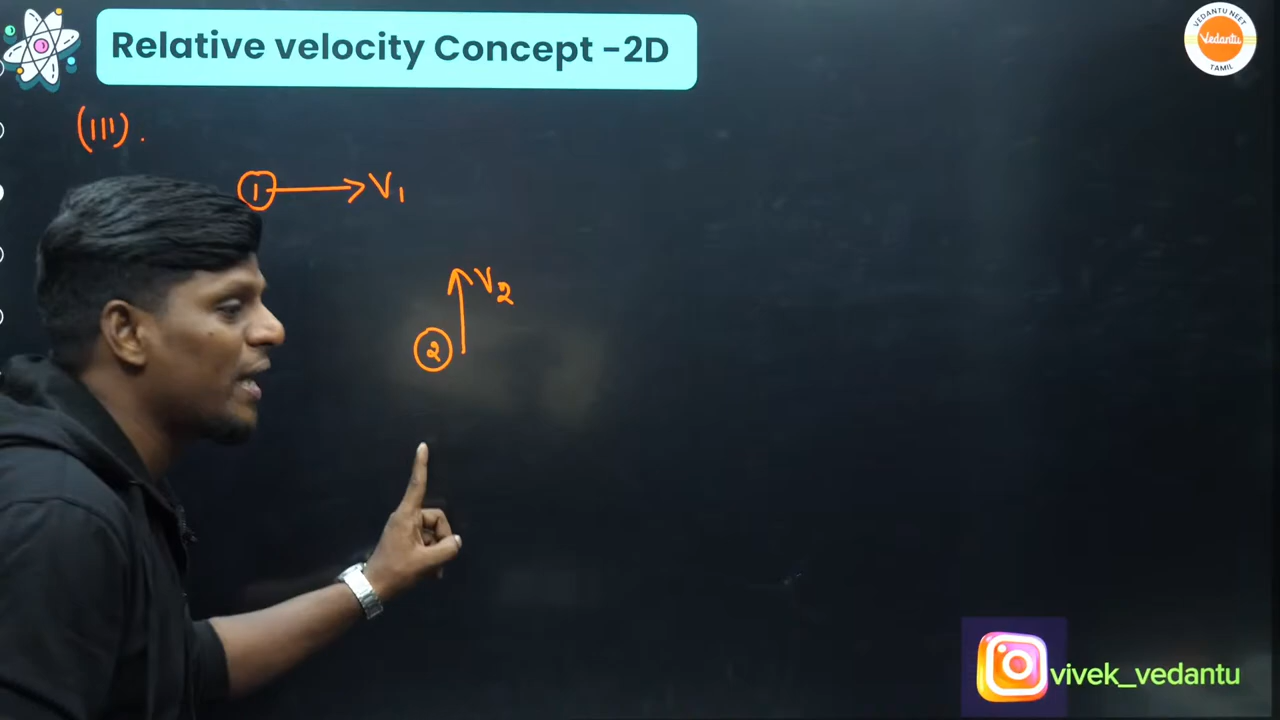 Relative velocity Concept -2D
VEDANTU NEET
Vedantu
TAMIL
(III).
1 V1
V2
2
vivek_vedantu